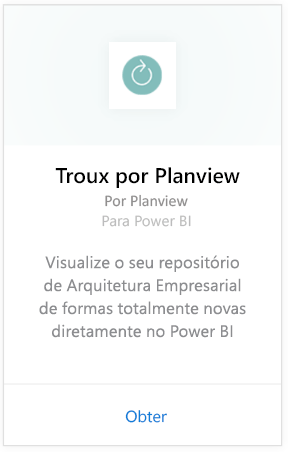 Troux por Planview
Por Planview
Para Power BI
Visualize o seu repositório
de Arquitetura Empresarial
de formas totalmente novas
diretamente no Power BI
Obter